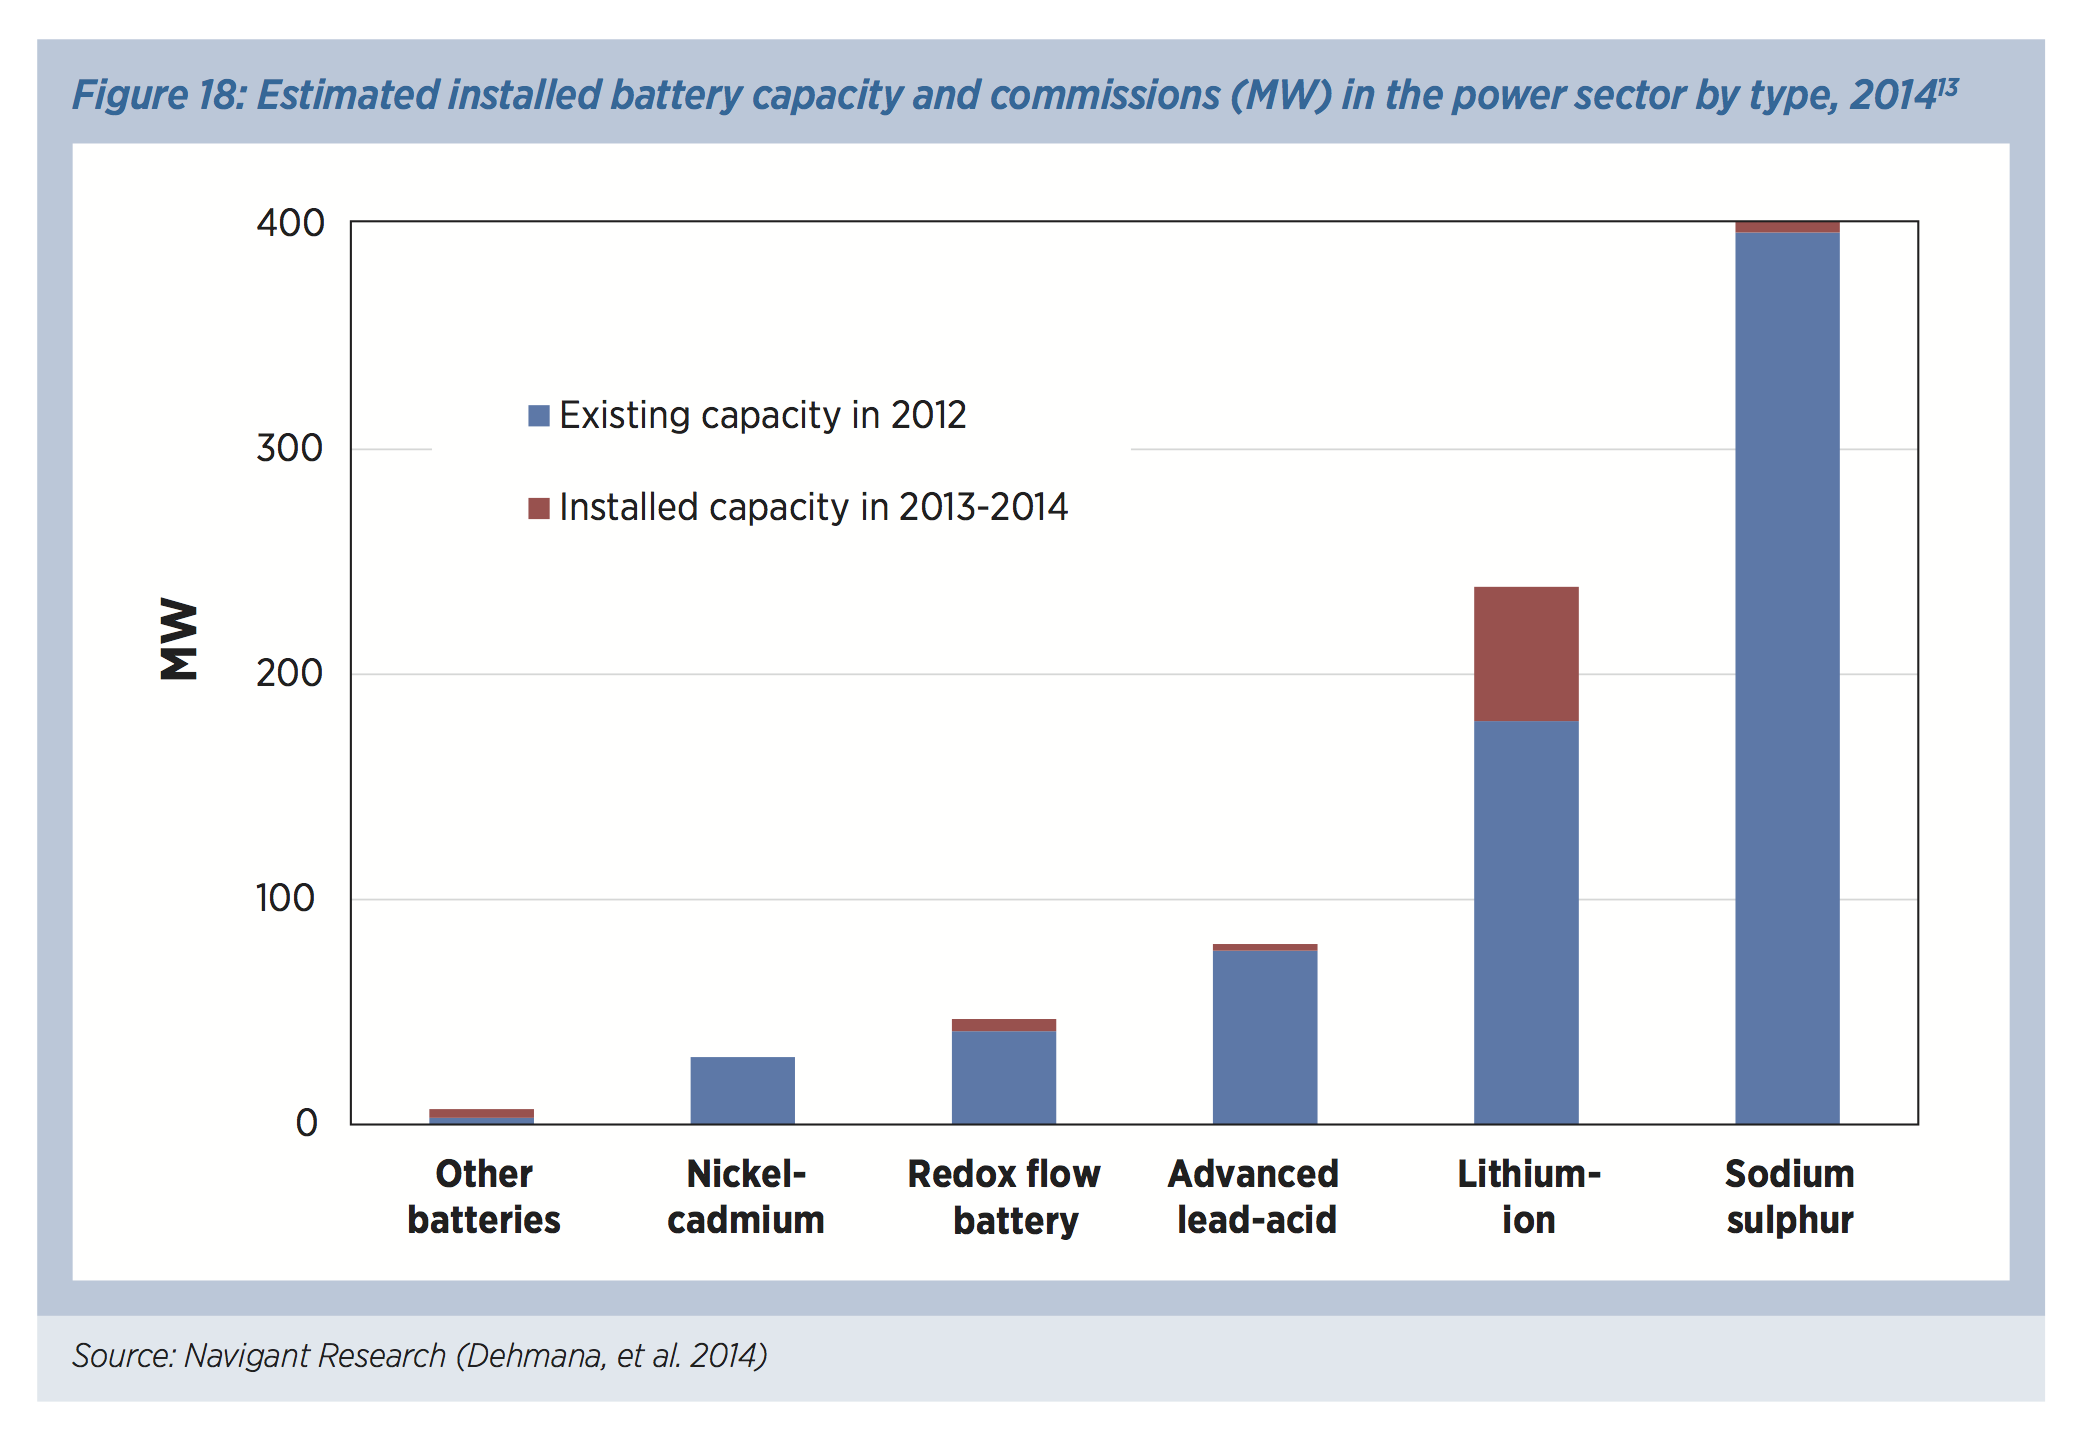 Figure 18: Estimated installed battery capacity and commissions (MW) in the power sector by type, 2014¹³
400
300
200
100
0
MW
Existing capacity in 2012
Installed capacity in 2013-2014
Other
batteries
Nickel-
cadmium
Redox flow
battery
Advanced
lead-acid
Lithium-
ion
Sodium
sulphur
Source: Navigant Research (Dehmana, et al. 2014)